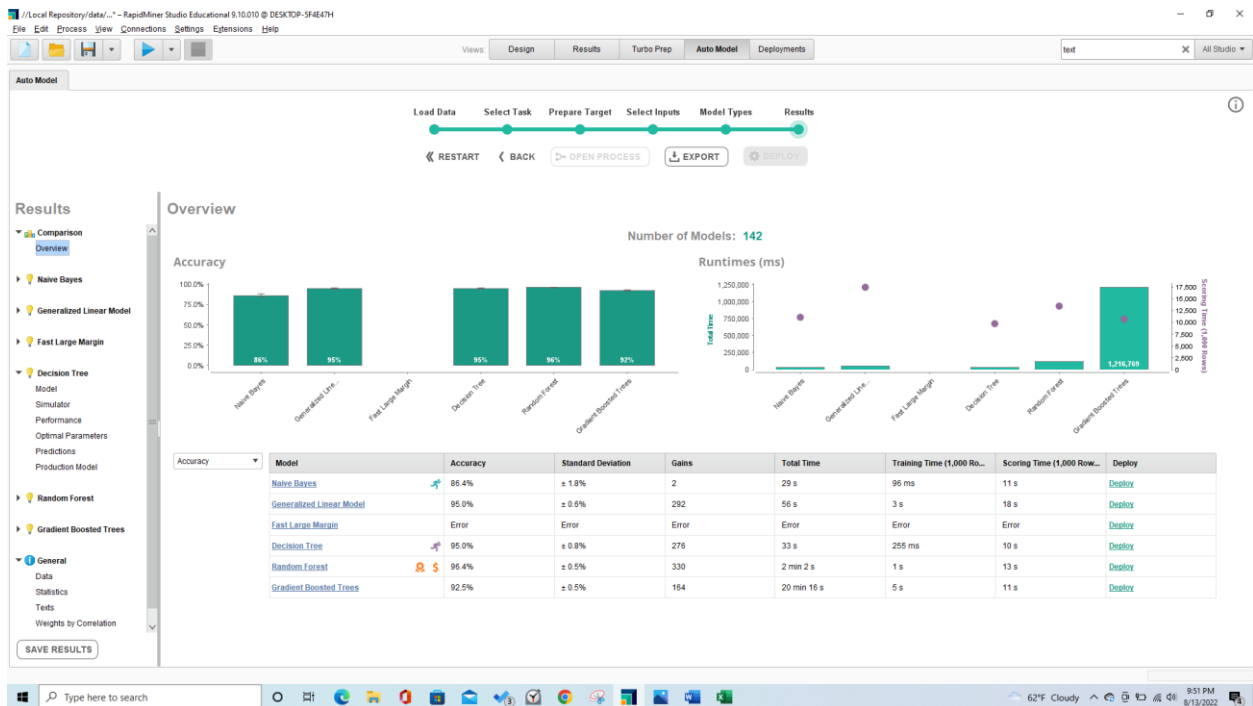 //Local Repository/data/...* – RapidMiner Studio Educational 9.10.010 @ DESKTOP-5F4E47H
File Edit Process View Connections Settings Extensions Help
Views: Design Results Turbo Prep Auto Model Deployments text All Studio
Auto Model
Load Data Select Task Prepare Target Select Inputs Model Types Results
RESTART BACK OPEN PROCESS EXPORT DEPLOY
Results
Comparison
Overview
Naive Bayes
Generalized Linear Model
Fast Large Margin
Decision Tree
Model
Simulator
Performance
Optimal Parameters
Predictions
Production Model
Random Forest
Gradient Boosted Trees
General
Data
Statistics
Texts
Weights by Correlation
SAVE RESULTS
Overview
Number of Models: 142
Accuracy
100.0%
75.0%
50.0%
25.0%
0.0%
86% 95% 95% 96% 92%
Naive Bayes Generalized Line... Fast Large Margin Decision Tree Random Forest Gradient Boosted Trees
Runtimes (ms)
Total Time
1,250,000
1,000,000
750,000
500,000
250,000
0
1,216,769
17,500
15,000
12,500
10,000
7,500
5,000
2,500
0
Scoring Time (1,000 Rows)
Naive Bayes Generalized Line... Fast Large Margin Decision Tree Random Forest Gradient Boosted Trees
Accuracy
Model Accuracy Standard Deviation Gains Total Time Training Time (1,000 Ro... Scoring Time (1,000 Row... Deploy
Naive Bayes 86.4% ± 1.8% 2 29 s 96 ms 11 s Deploy
Generalized Linear Model 95.0% ± 0.6% 292 56 s 3 s 18 s Deploy
Fast Large Margin Error Error Error Error Error Error Deploy
Decision Tree 95.0% ± 0.8% 276 33 s 255 ms 10 s Deploy
Random Forest $ 96.4% ± 0.5% 330 2 min 2 s 1 s 13 s Deploy
Gradient Boosted Trees 92.5% ± 0.5% 164 20 min 16 s 5 s 11 s Deploy
Type here to search
62°F Cloudy
9:51 PM
8/13/2022